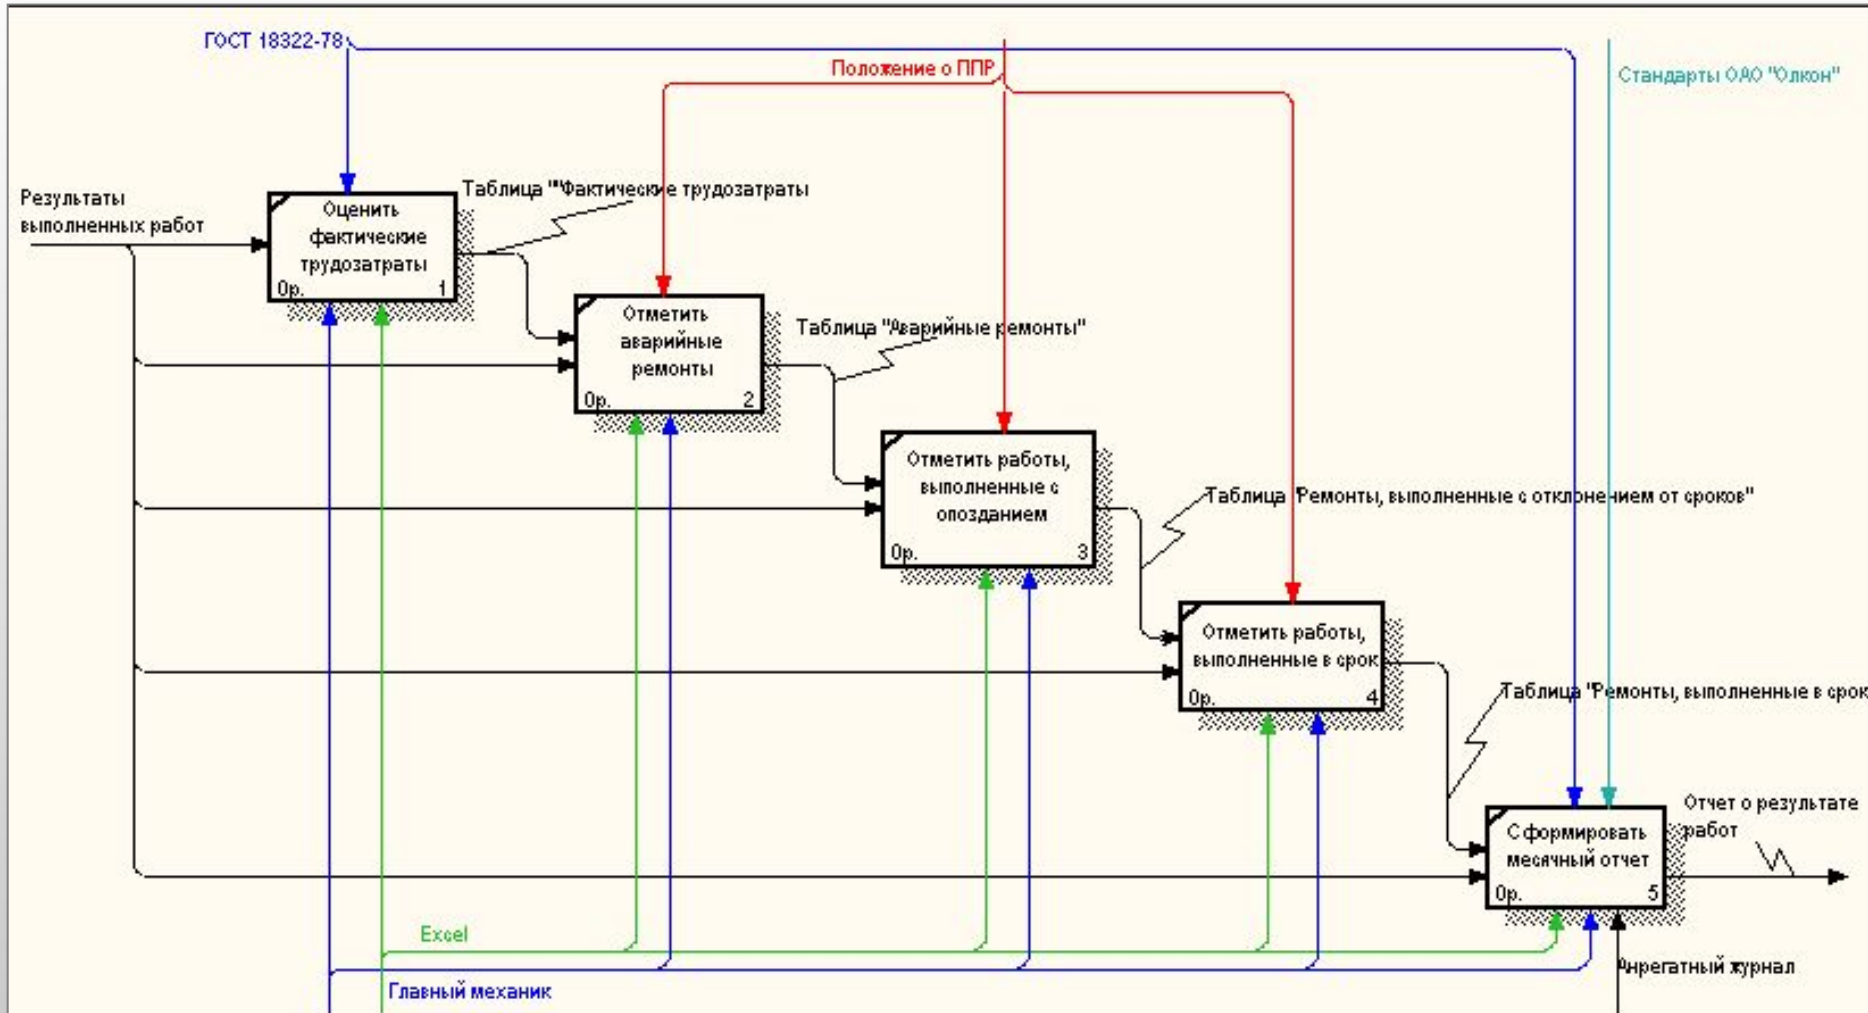 ГОСТ 18322-78
Положение о ППР
Стандарты ОАО "Олкон"
Результаты
выполненных работ
Оценить
фактические
трудозатраты
0р. 1
Таблица ""Фактические трудозатраты
Отметить
аварийные
ремонты
0р. 2
Таблица "Аварийные ремонты"
Отметить работы,
выполненные с
опозданием
0р. 3
Таблица "Ремонты, выполненные с отклонением от сроков"
Отметить работы,
выполненные в срок
0р. 4
Таблица "Ремонты, выполненные в срок
Сформировать
месячный отчет
0р. 5
Отчет о результате
работ
Excel
Главный механик
Анрегатный журнал